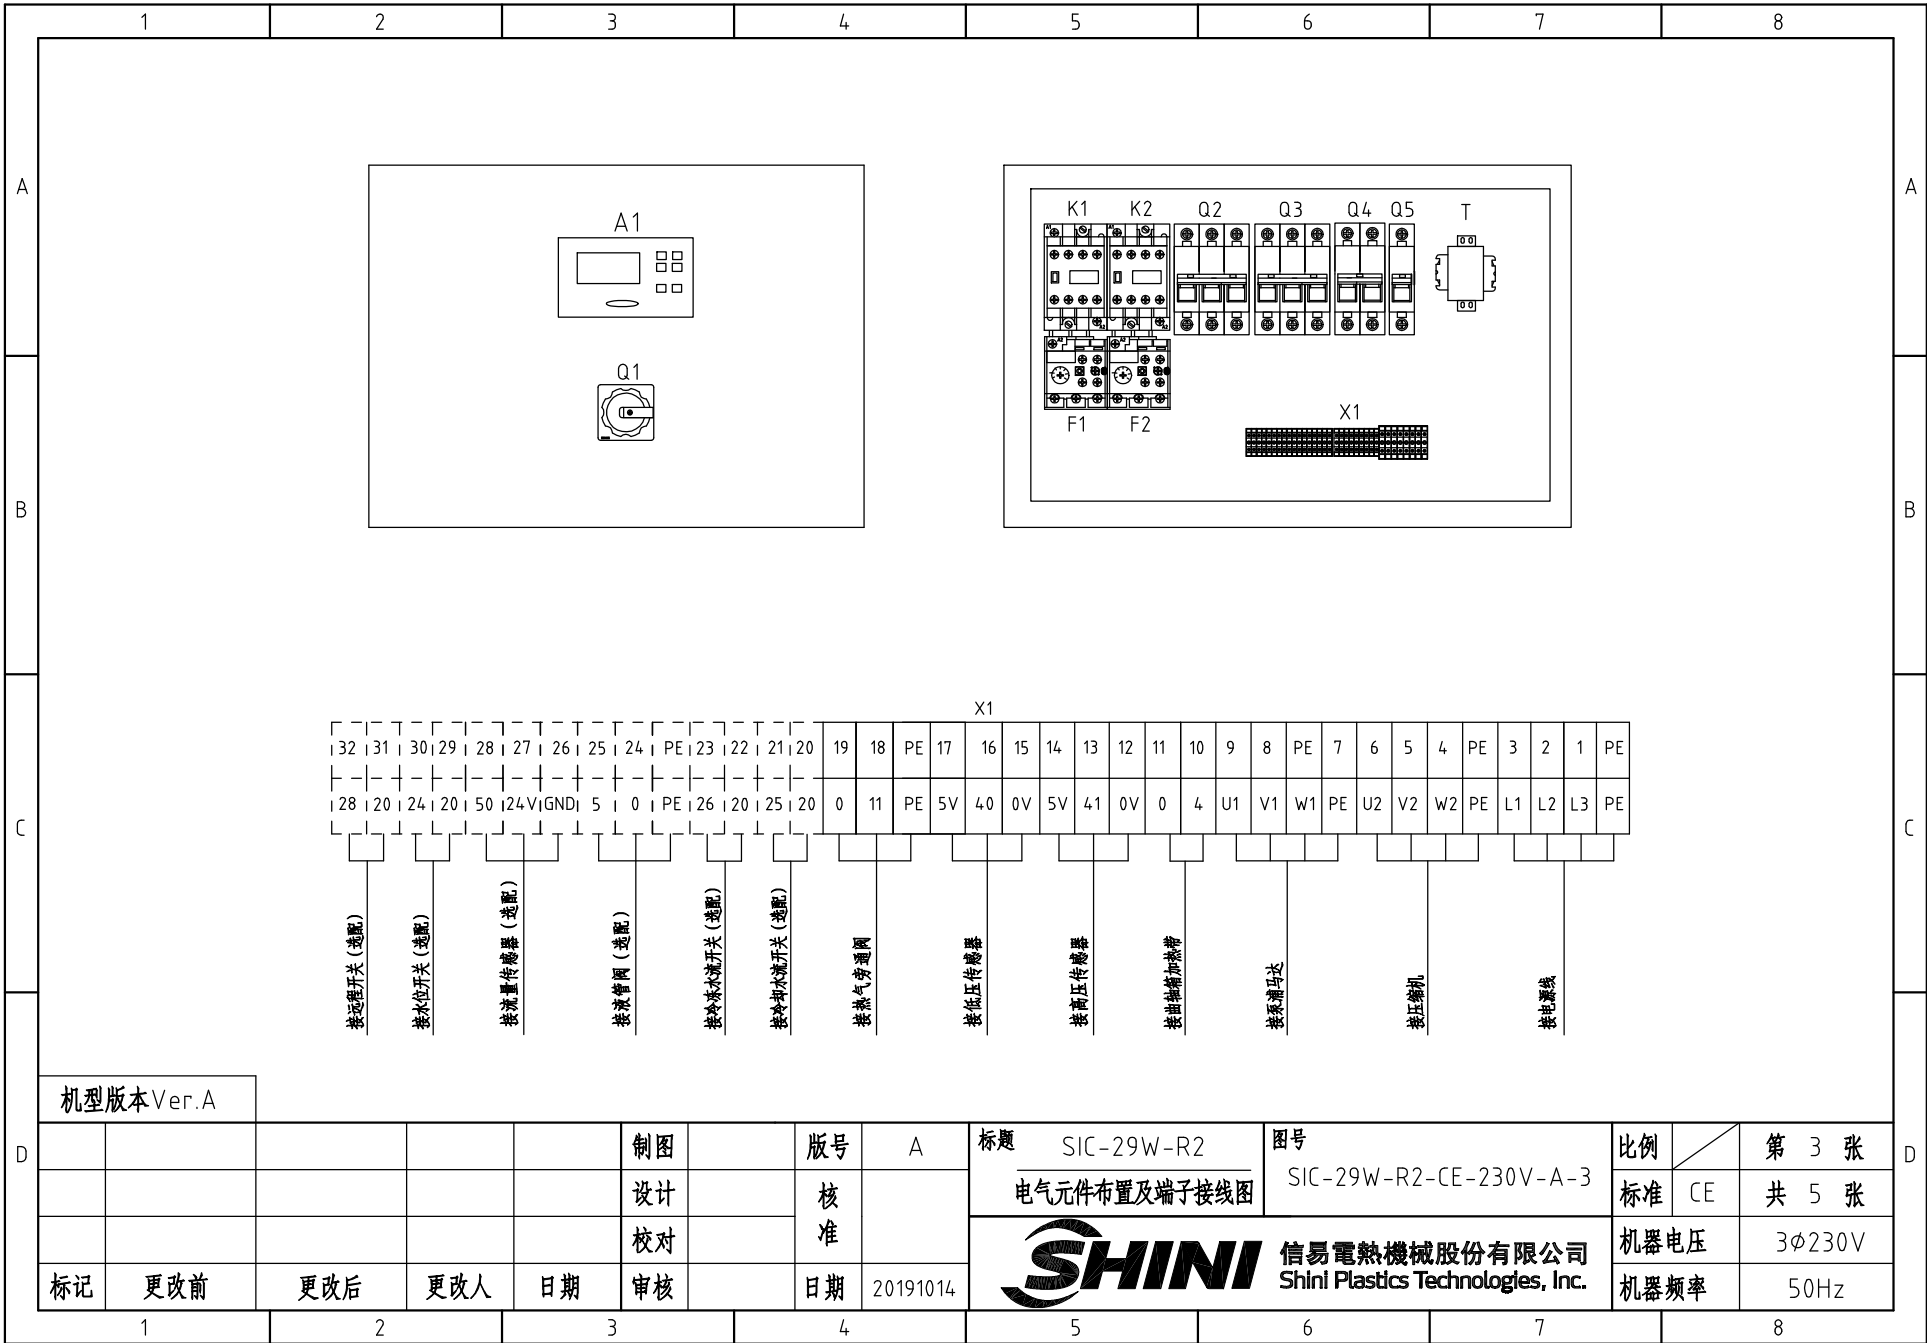 1 2 3 4 5 6 7 8
A A
A1
K1 K2 Q2 Q3 Q4 Q5 T
Q1
F1 F2
X1
B B
X1
32 31 30 29 28 27 26 25 24 PE 23 22 21 20 19 18 PE 17 16 15 14 13 12 11 10 9 8 PE 7 6 5 4 PE 3 2 1 PE
28 20 24 20 50 24V GND 5 0 PE 26 20 25 20 0 11 PE 5V 40 0V 5V 41 0V 0 4 U1 V1 W1 PE U2 V2 W2 PE L1 L2 L3 PE
C C
接远程开关(选配)
接水位开关(选配)
接流量传感器(选配)
接液管阀(选配)
接冷冻水流开关(选配)
接冷却水流开关(选配)
接热气旁通阀
接低压传感器
接高压传感器
接曲轴箱加热带
接泵浦马达
接压缩机
接电源线
机型版本Ver.A
D D
制图 版号 A
设计 核准
校对
标记 更改前 更改后 更改人 日期 审核 日期 20191014
标题 SIC-29W-R2
电气元件布置及端子接线图
图号
SIC-29W-R2-CE-230V-A-3
比例 第 3 张
标准 CE 共 5 张
机器电压 3Φ230V
机器频率 50Hz
SHINI
信易電熱機械股份有限公司
Shini Plastics Technologies, Inc.
1 2 3 4 5 6 7 8